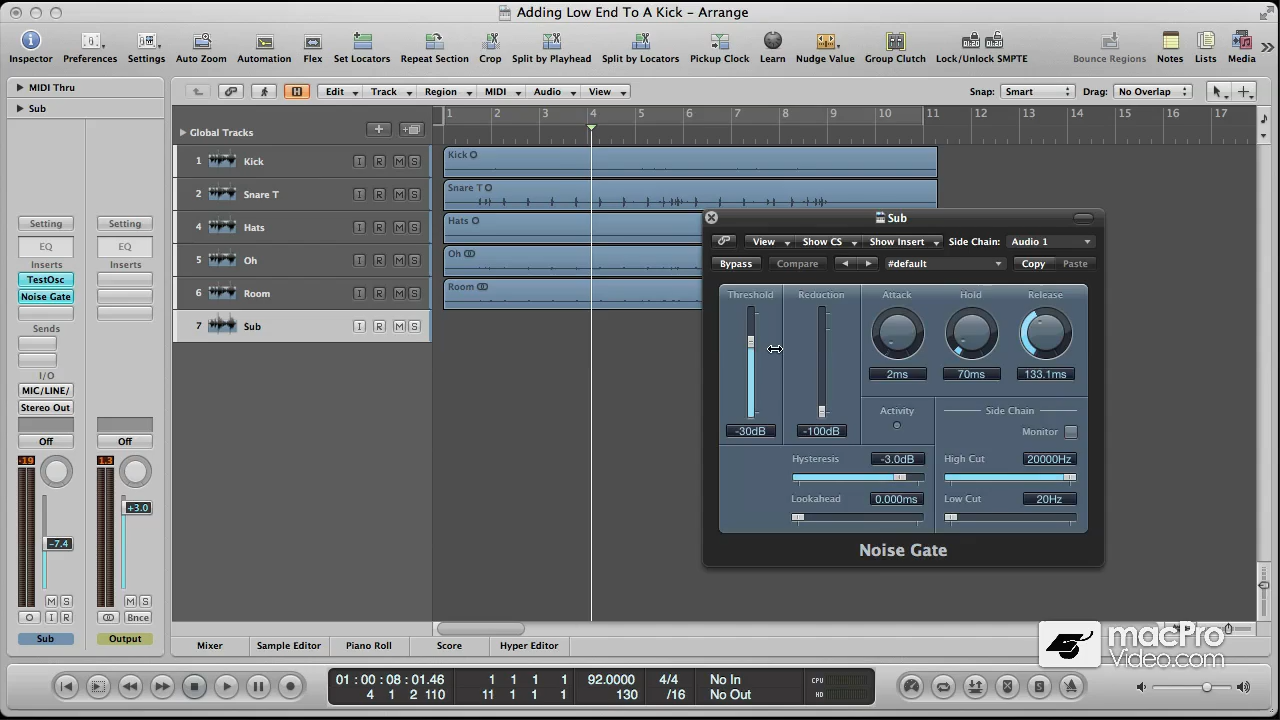 Adding Low End To A Kick - Arrange
Inspector Preferences Settings Auto Zoom Automation Flex Set Locators Repeat Section Crop Split by Playhead Split by Locators Pickup Clock Learn Nudge Value Group Clutch Lock/Unlock SMPTE Bounce Regions Notes Lists Media
MIDI Thru
Edit Track Region MIDI Audio View Snap: Smart Drag: No Overlap
Sub
1 2 3 4 5 6 7 8 9 10 11 12 13 14 15 16 17
Global Tracks
1 Kick I R M S
Kick
2 Snare T I R M S
Snare T
4 Hats I R M S
Hats
5 Oh I R M S
Oh
6 Room I R M S
Room
7 Sub I R M S
Setting Setting
EQ EQ
Inserts Inserts
TestOsc
Noise Gate
Sends
I/O
MIC/LINE/
Stereo Out
Off Off
-19 1.3
+3.0
-7.4
M S M S
I R Bnce
Sub Output
Sub
View Show CS Show Insert Side Chain: Audio 1
Bypass Compare #default Copy Paste
Threshold Reduction Attack Hold Release
2ms 70ms 133.1ms
-30dB -100dB
Activity
Side Chain
Monitor
Hysteresis -3.0dB High Cut 20000Hz
Lookahead 0.000ms Low Cut 20Hz
Noise Gate
Mixer Sample Editor Piano Roll Score Hyper Editor
macPro
Video.com
01:00:08:01.46 1 1 1 1 92.0000 4/4 No In CPU
4 1 2 110 11 1 1 1 130 /16 No Out HD